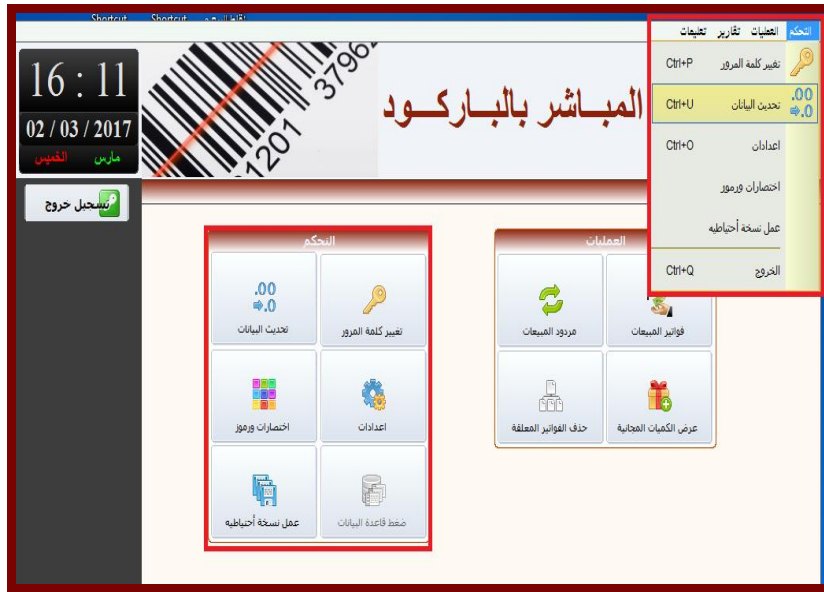 Shortcut Shortcut
التحكم العمليات تقارير تعليمات
تغيير كلمة المرور Ctrl+P
تحديث البيانات Ctrl+U
اعدادات Ctrl+O
اختصارات ورموز
عمل نسخة أحتياطيه
الخروج Ctrl+Q
16 : 11
02 / 03 / 2017
مارس الخميس
3796
1201
المبـــاشر بالبـــاركـــود
تسجيل خروج
العمليات
فواتير المبيعات
مردود المبيعات
عرض الكميات المجانية
حذف الفواتير المعلقة
التحكم
تغيير كلمة المرور
تحديث البيانات
اعدادات
اختصارات ورموز
ضغط قاعدة البيانات
عمل نسخة أحتياطيه